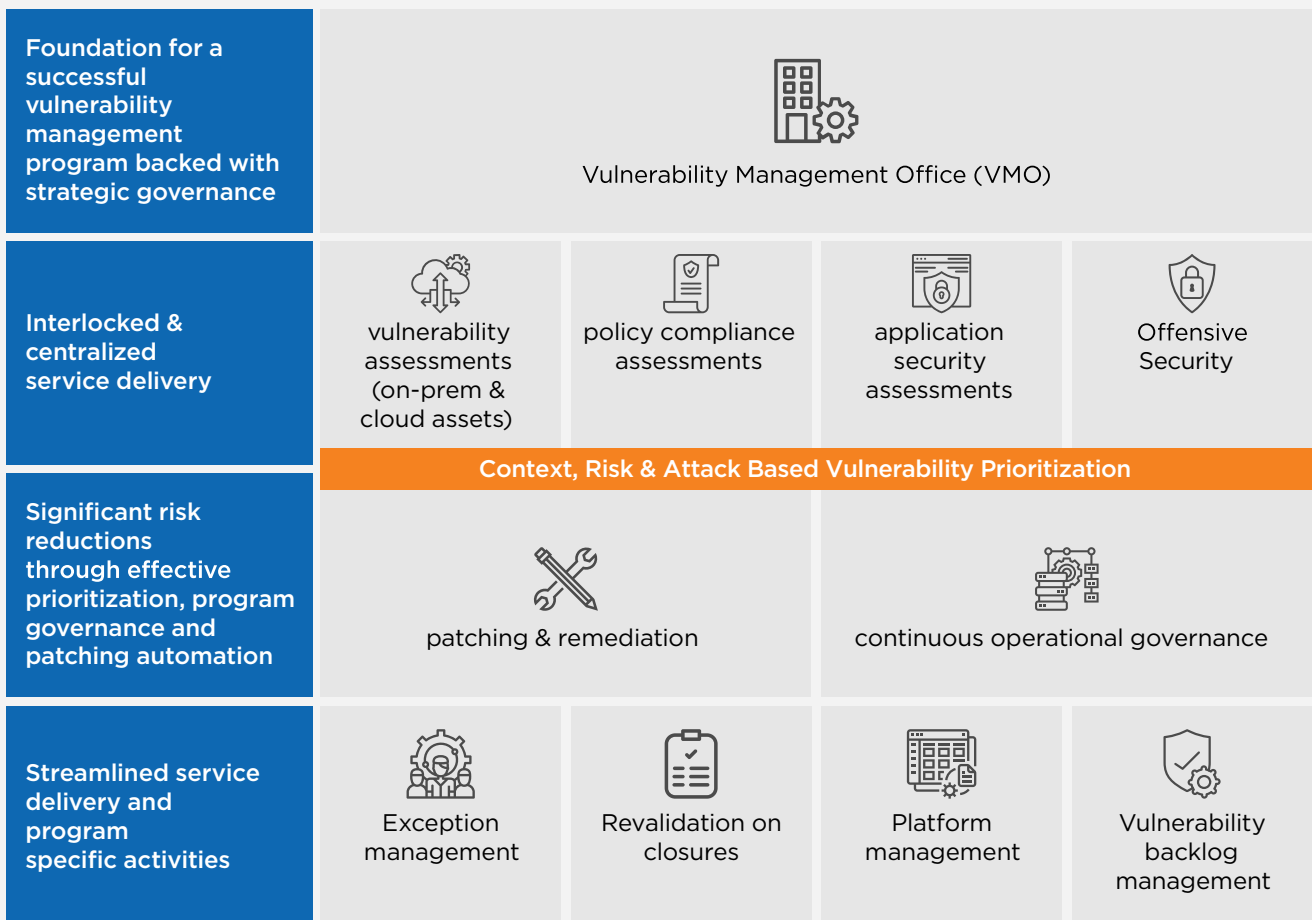 Foundation for a
successful
vulnerability
management
program backed with
strategic governance
Vulnerability Management Office (VMO)
Interlocked &
centralized
service delivery
vulnerability
assessments
(on-prem &
cloud assets)
policy compliance
assessments
application
security
assessments
Offensive
Security
Context, Risk & Attack Based Vulnerability Prioritization
Significant risk
reductions
through effective
prioritization, program
governance and
patching automation
patching & remediation
continuous operational governance
Streamlined service
delivery and
program
specific activities
Exception
management
Revalidation on
closures
Platform
management
Vulnerability
backlog
management